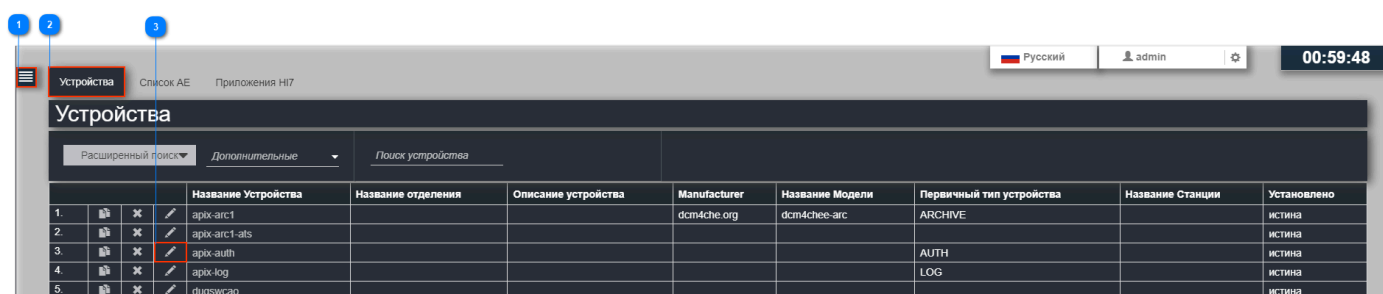 1 2 3
Русский admin 00:59:48
Устройства Список AE Приложения Hl7
Устройства
Расширенный поиск Дополнительные Поиск устройства
Название Устройства Название отделения Описание устройства Manufacturer Название Модели Первичный тип устройства Название Станции Установлено
1. apix-arc1 dcm4che.org dcm4chee-arc ARCHIVE истина
2. apix-arc1-ats истина
3. apix-auth AUTH истина
4. apix-log LOG истина
5. dugswcao истина